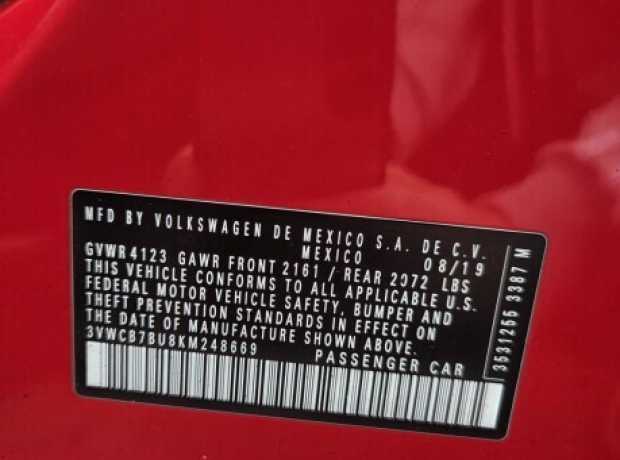 MFD BY VOLKSWAGEN DE MEXICO S.A. DE C.V.
MEXICO 08/19
GVWR 4123 GAWR FRONT 2161 / REAR 2072 LBS
THIS VEHICLE CONFORMS TO ALL APPLICABLE U.S.
FEDERAL MOTOR VEHICLE SAFETY, BUMPER AND
THEFT PREVENTION STANDARDS IN EFFECT ON
THE DATE OF MANUFACTURE SHOWN ABOVE.
3VWCB7BU8KM248669 PASSENGER CAR
3531255 3387 M